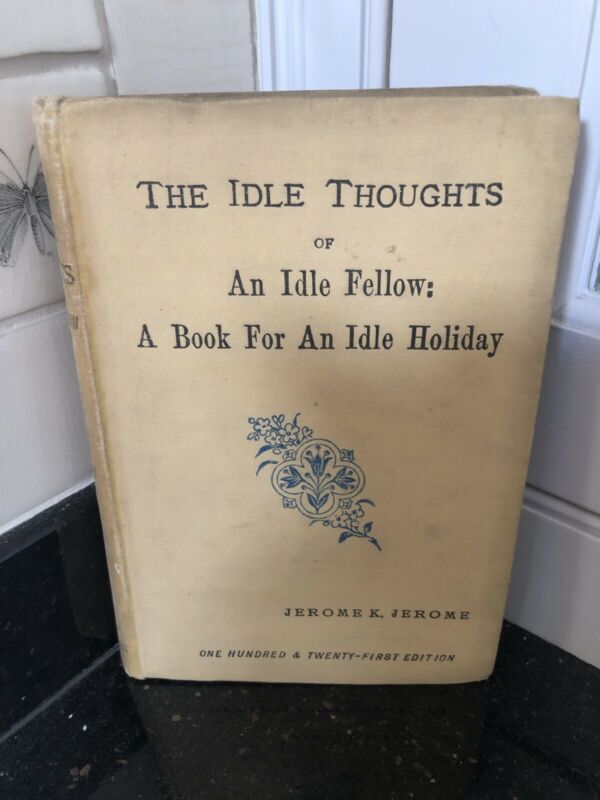 THE IDLE THOUGHTS
OF
An Idle Fellow:
A Book For An Idle Holiday
JEROME K. JEROME
ONE HUNDRED & TWENTY-FIRST EDITION